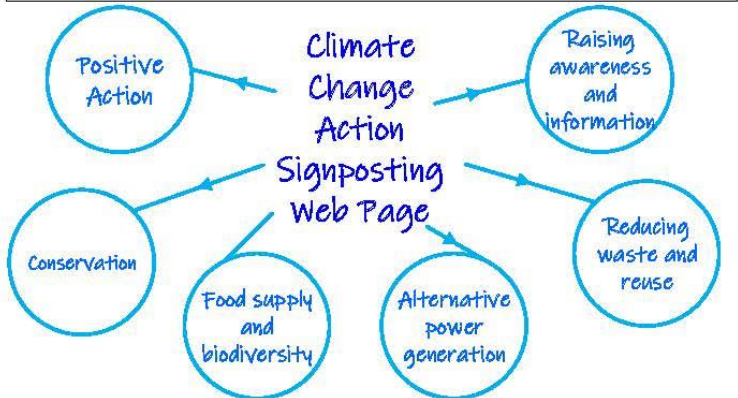 Climate
Change
Action
Signposting
Web Page
Positive
Action
Raising
awareness
and
information
Conservation
Food supply
and
biodiversity
Alternative
power
generation
Reducing
waste and
reuse